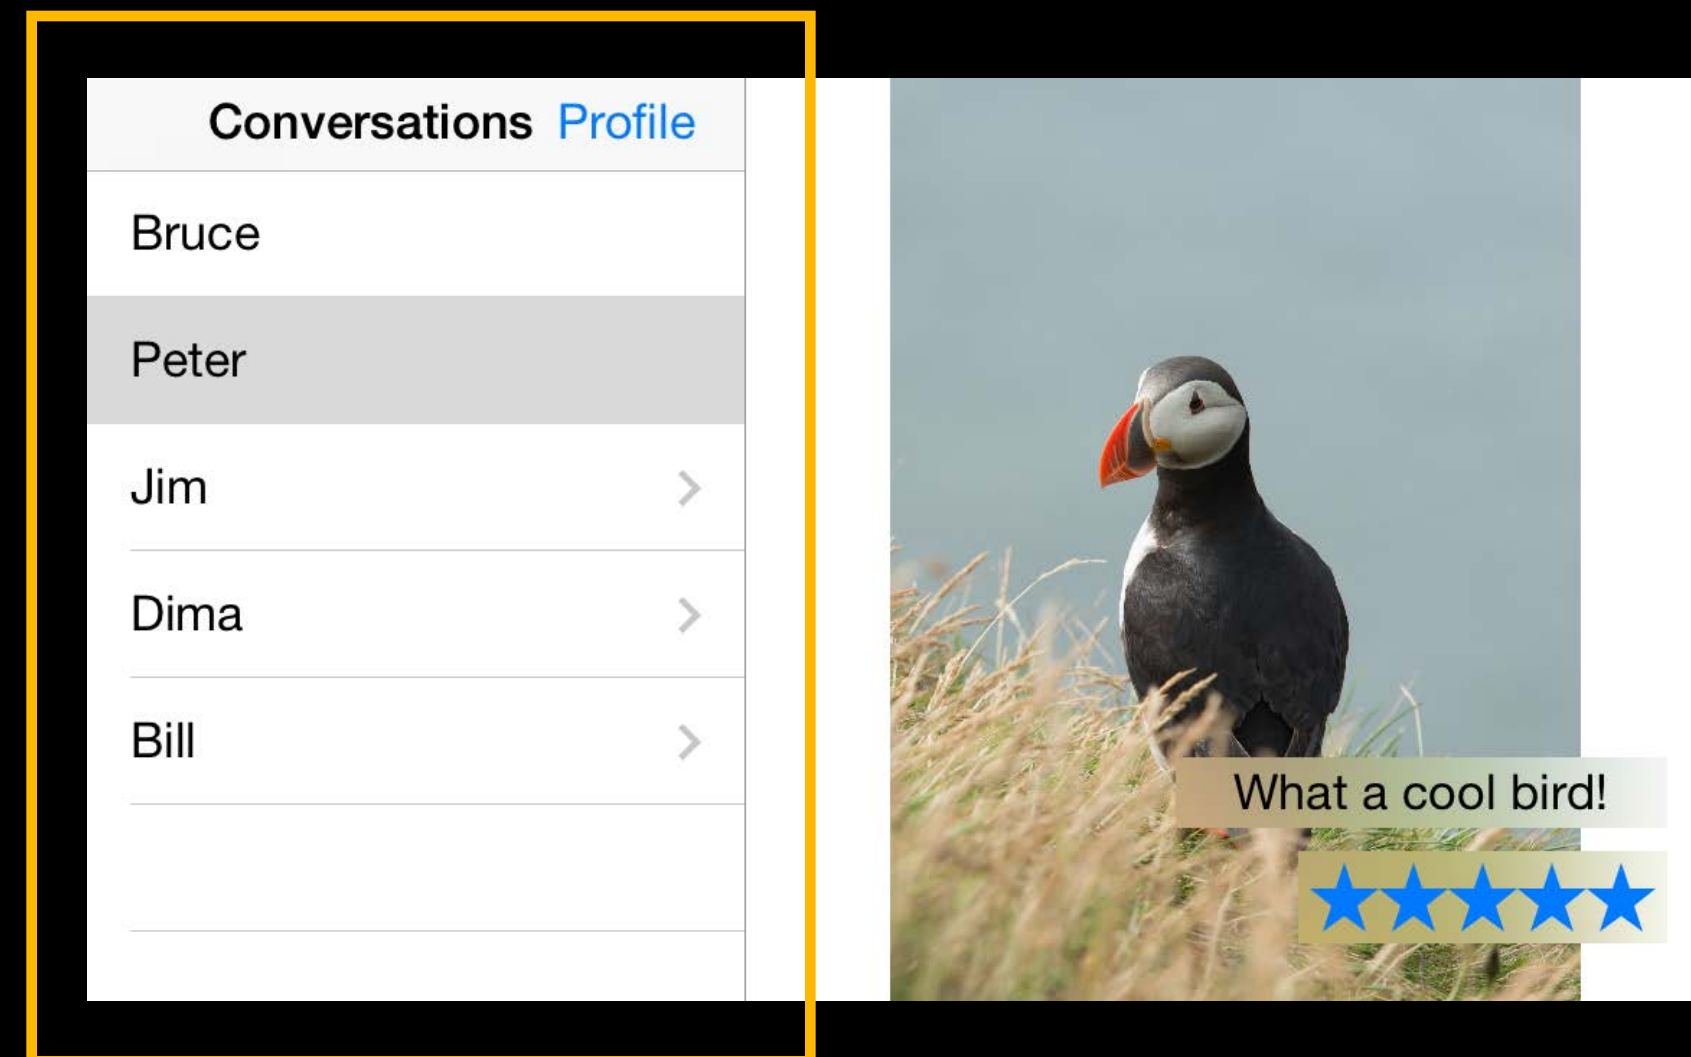 Conversations Profile
Bruce
Peter
Jim
Dima
Bill
What a cool bird!